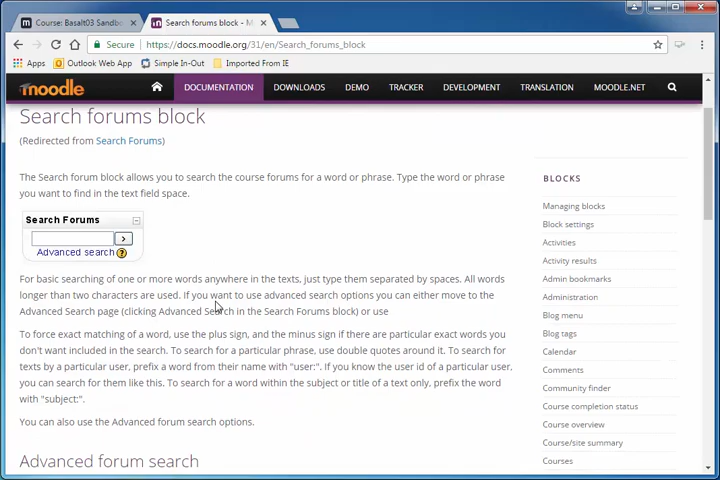 Course: Basalt03 Sandb
Search forums block - M
Secure
https://docs.moodle.org/31/en/Search_forums_block
Apps
Outlook Web App
Simple In-Out
Imported From IE
moodle
DOCUMENTATION
DOWNLOADS
DEMO
TRACKER
DEVELOPMENT
TRANSLATION
MOODLE.NET
Search forums block
(Redirected from Search Forums)
The Search forum block allows you to search the course forums for a word or phrase. Type the word or phrase
you want to find in the text field space.
Search Forums
Advanced search
For basic searching of one or more words anywhere in the texts, just type them separated by spaces. All words
longer than two characters are used. If you want to use advanced search options you can either move to the
Advanced Search page (clicking Advanced Search in the Search Forums block) or use
To force exact matching of a word, use the plus sign, and the minus sign if there are particular exact words you
don't want included in the search. To search for a particular phrase, use double quotes around it. To search for
texts by a particular user, prefix a word from their name with "user:". If you know the user id of a particular user,
you can search for them like this. To search for a word within the subject or title of a text only, prefix the word
with "subject:".
You can also use the Advanced forum search options.
Advanced forum search
BLOCKS
Managing blocks
Block settings
Activities
Activity results
Admin bookmarks
Administration
Blog menu
Blog tags
Calendar
Comments
Community finder
Course completion status
Course overview
Course/site summary
Courses